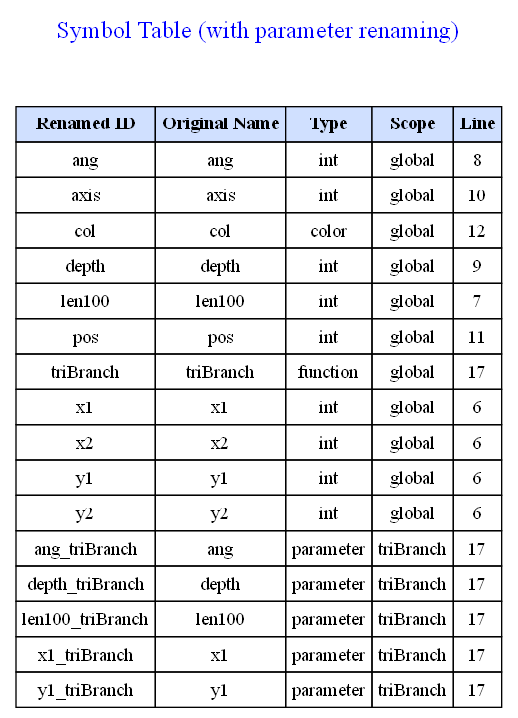 Symbol Table (with parameter renaming)
Renamed ID Original Name Type Scope Line
ang ang int global 8
axis axis int global 10
col col color global 12
depth depth int global 9
len100 len100 int global 7
pos pos int global 11
triBranch triBranch function global 17
x1 x1 int global 6
x2 x2 int global 6
y1 y1 int global 6
y2 y2 int global 6
ang_triBranch ang parameter triBranch 17
depth_triBranch depth parameter triBranch 17
len100_triBranch len100 parameter triBranch 17
x1_triBranch x1 parameter triBranch 17
y1_triBranch y1 parameter triBranch 17